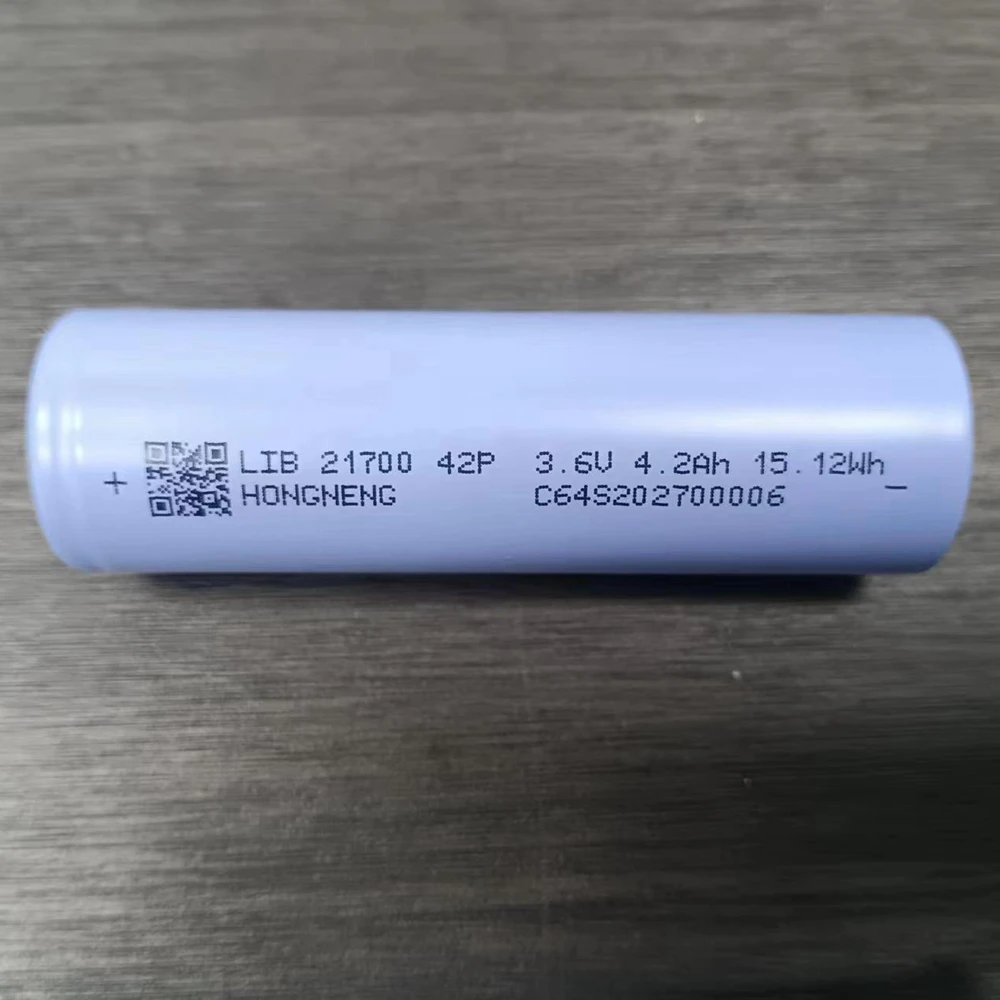 + LIB 21700 42P 3.6V 4.2Ah 15.12Wh -
HONGNENG C64S202700006